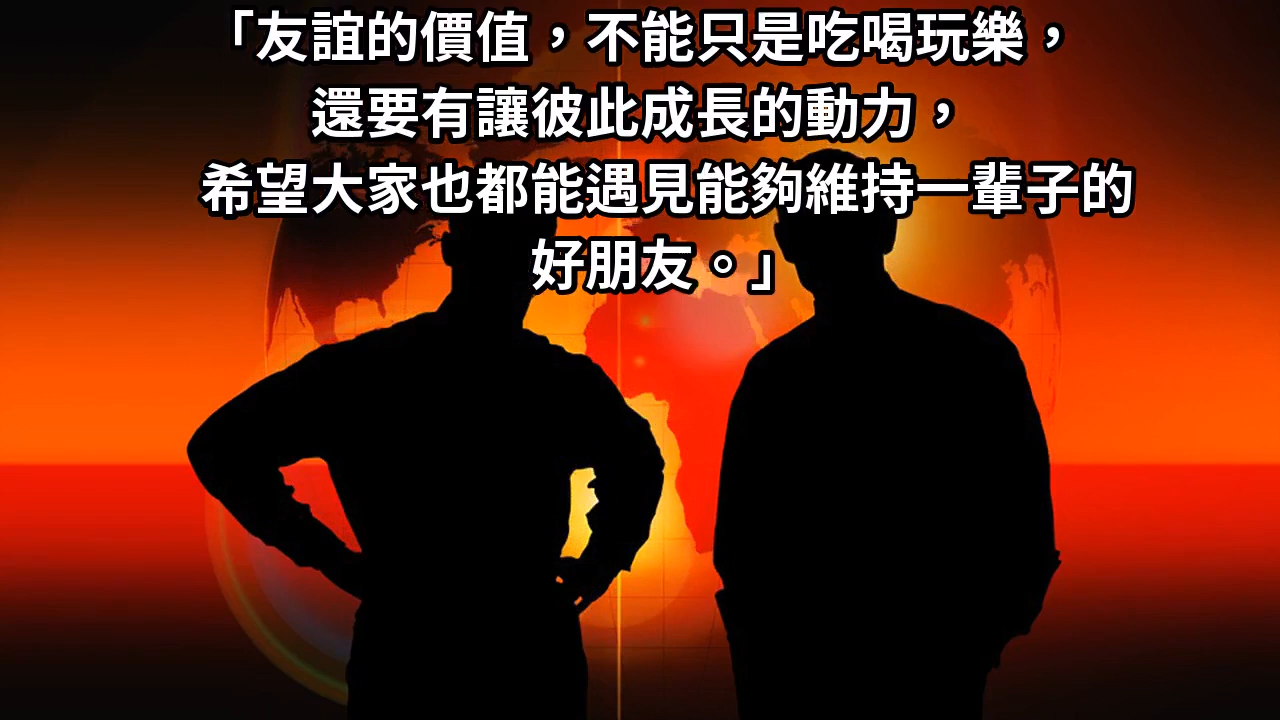 「友誼的價值，不能只是吃喝玩樂，
還要有讓彼此成長的動力，
希望大家也都能遇見能夠維持一輩子的
好朋友。」